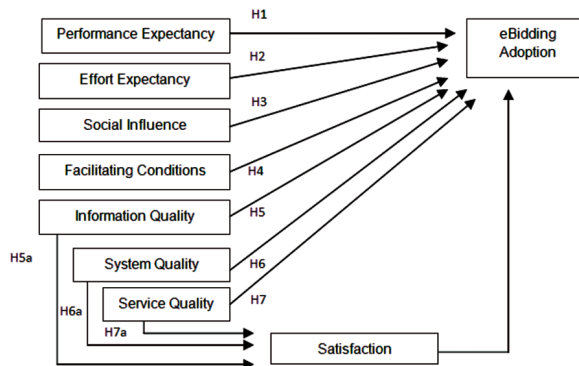 H1
Performance Expectancy
eBidding
Adoption
H2
Effort Expectancy
H3
Social Influence
Facilitating Conditions
H4
Information Quality
H5
H5a
System Quality
H6
Service Quality
H7
H6a
H7a
Satisfaction